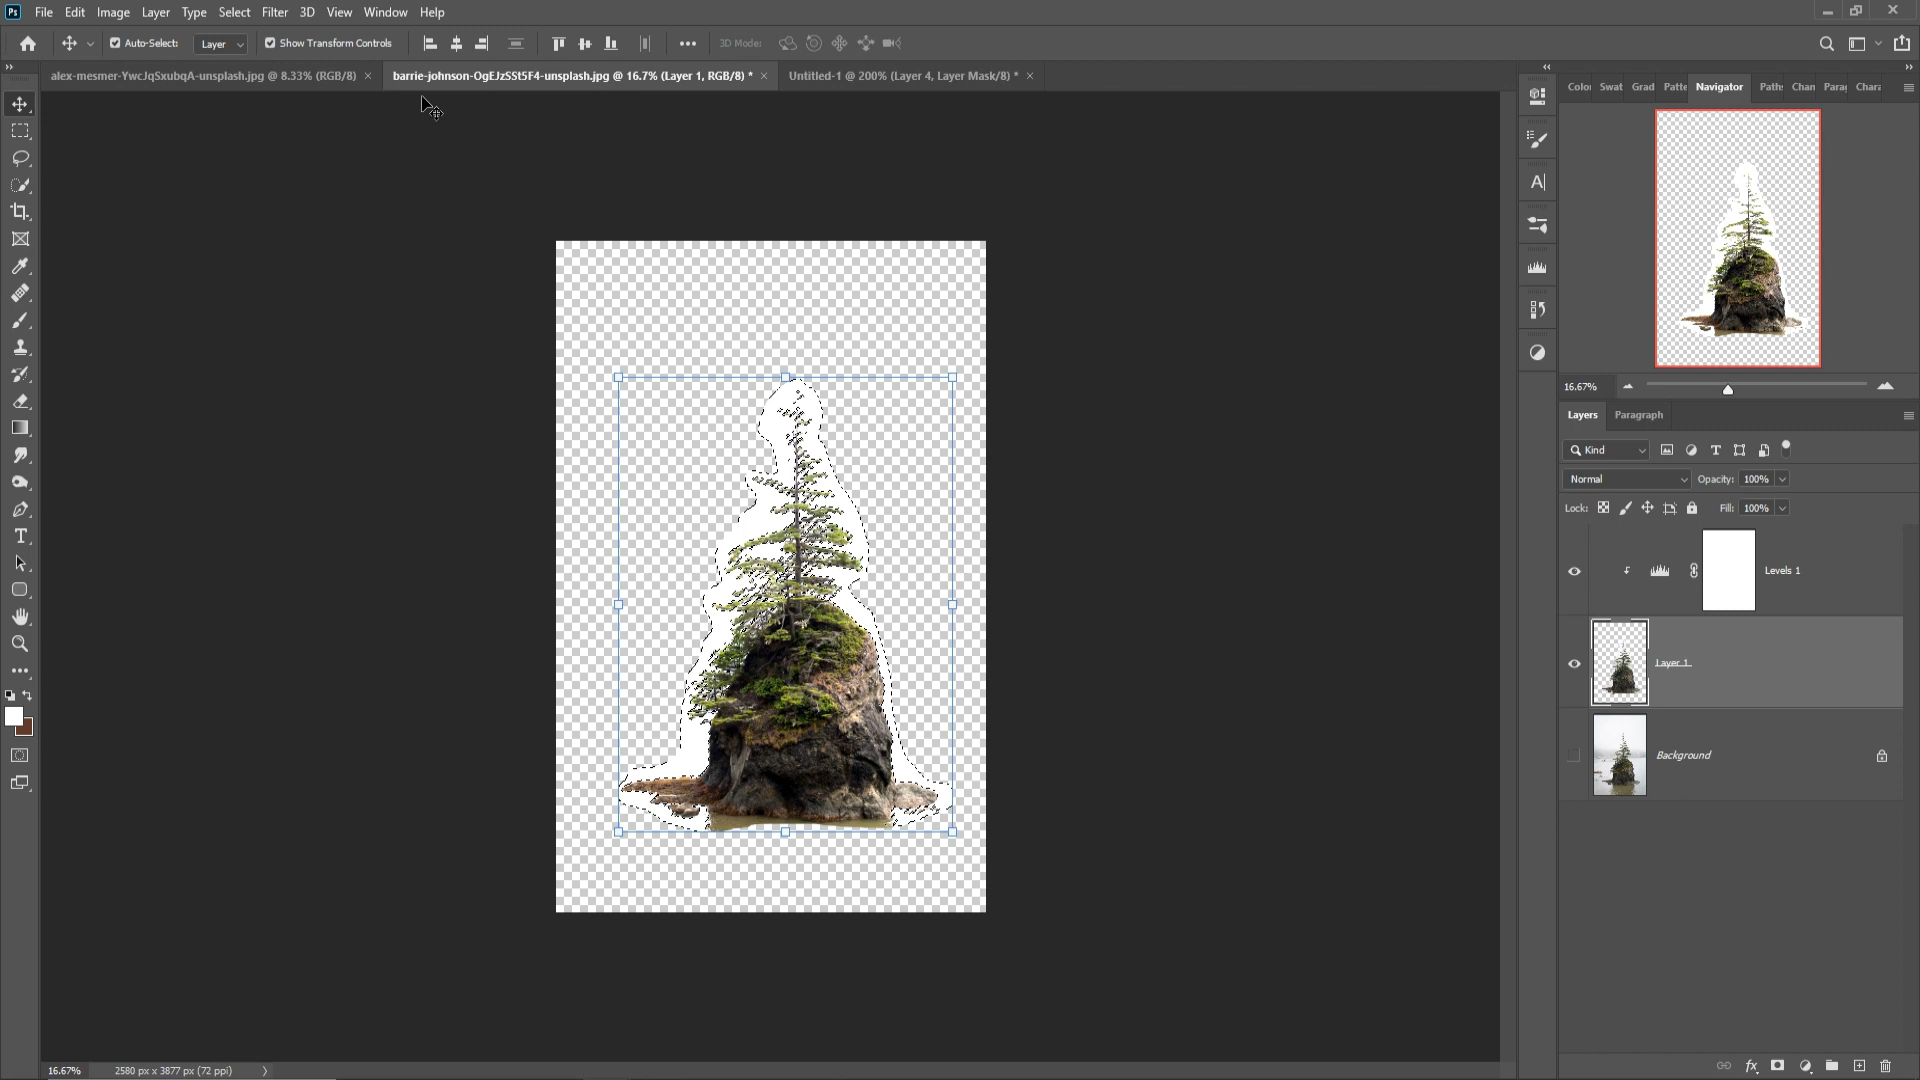 Ps File Edit Image Layer Type Select Filter 3D View Window Help
Auto-Select: Layer Show Transform Controls 3D Mode:
alex-mesmer-YwcJqSxubqA-unsplash.jpg @ 8.33% (RGB/8) × barrie-johnson-OgEJzSSt5F4-unsplash.jpg @ 16.7% (Layer 1, RGB/8) * × Untitled-1 @ 200% (Layer 4, Layer Mask/8) * ×
Color Swat Grad Patte Navigator Paths Chan Parag Chara
16.67%
Layers Paragraph
Kind
Normal Opacity: 100%
Lock: Fill: 100%
Levels 1
Layer 1
Background
16.67% 2580 px x 3877 px (72 ppi)